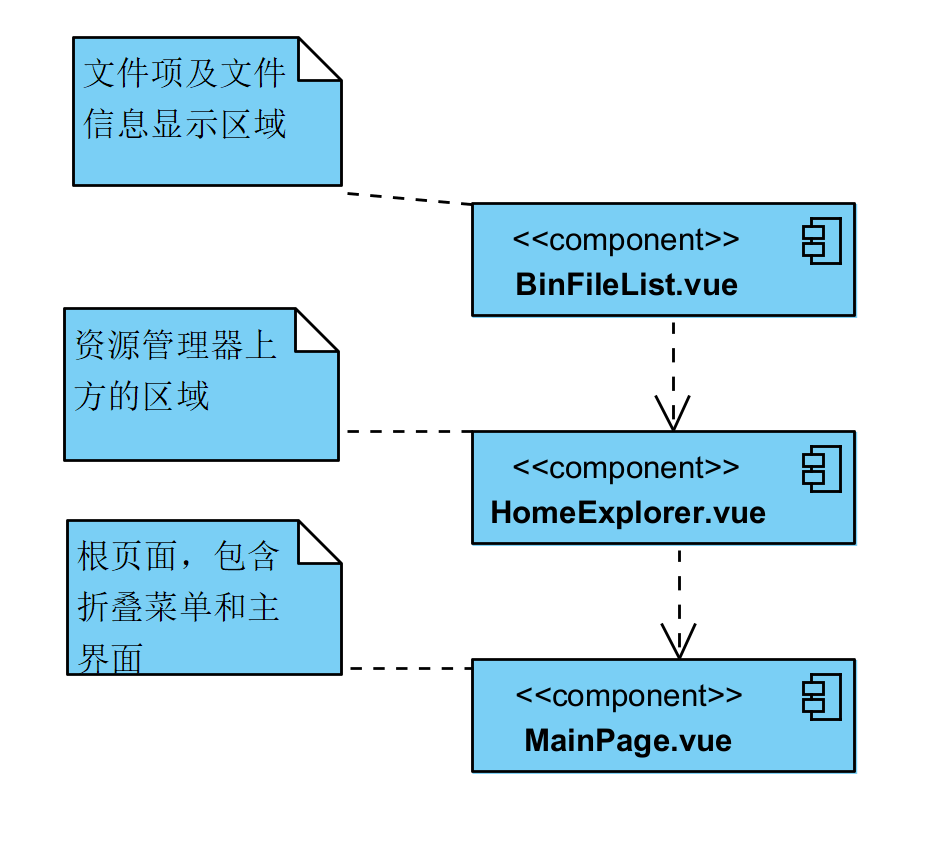 文件项及文件
信息显示区域
<<component>>
BinFileList.vue
资源管理器上
方的区域
<<component>>
HomeExplorer.vue
根页面，包含
折叠菜单和主
界面
<<component>>
MainPage.vue